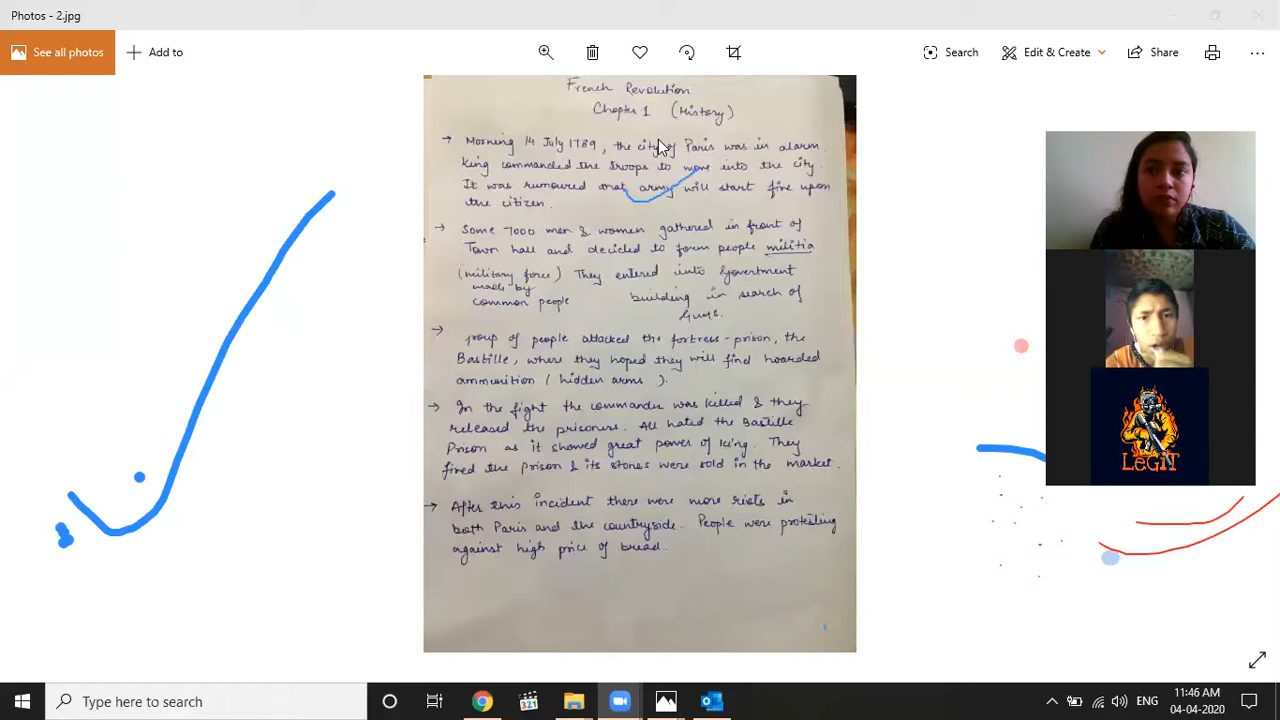 Photos - 2.jpg
See all photos
Add to
Search
Edit & Create
Share
French Revolution
Chapter 1 (History)
→ Morning 14 July 1789, the city of Paris was in alarm
King commanded the troops to move into the city.
It was rumoured that army will start fire upon
the citizen.
→ Some 7000 men & women gathered in front of
Town hall and decided to form people militia
(military force) They entered into Government
made by
common people building in search of
Guns.
→ group of people attacked the fortress-prison, the
Bastille, where they hoped they will find hoarded
ammunition ( hidden arms ).
→ In the fight the commander was killed & they
released the prisoners. All hated the Bastille
Prison as it showed great power of King. They
fired the prison & its stones were sold in the market.
→ After this incident there were more riots in
both Paris and the countryside. People were protesting
against high price of bread.
LEGIT
Type here to search
321
ENG
11:46 AM
04-04-2020